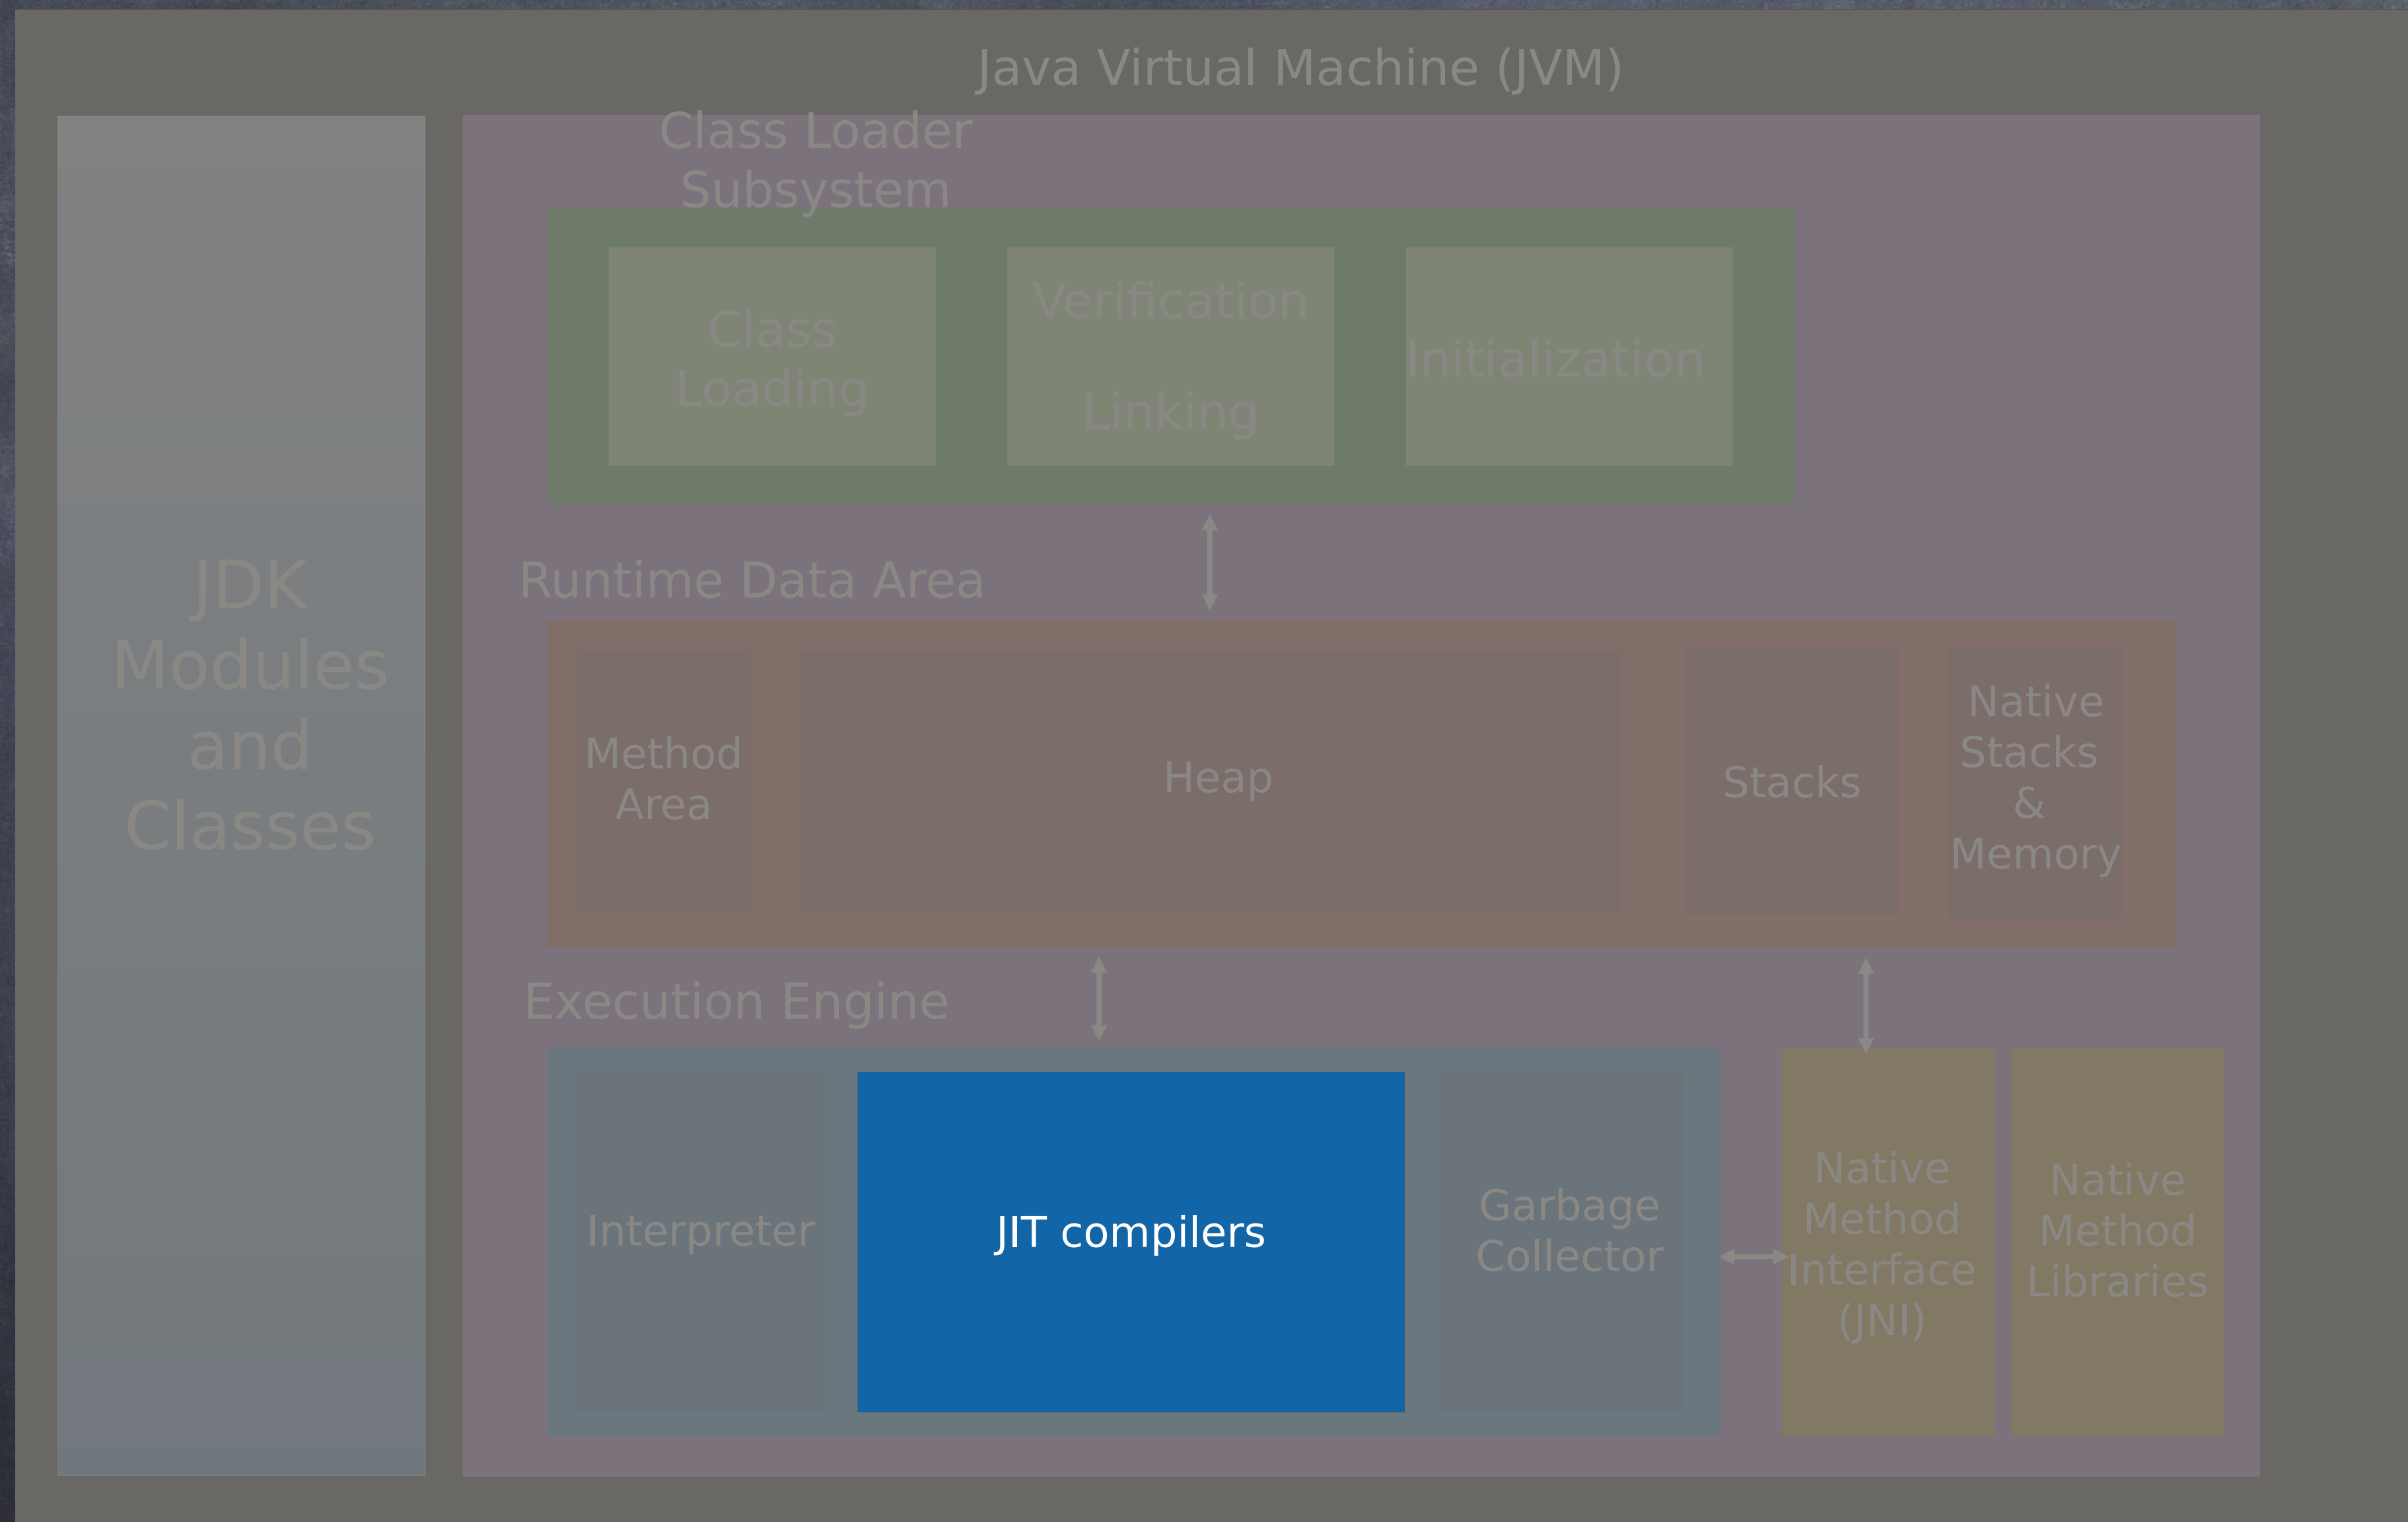 Java Virtual Machine (JVM)
Class Loader
Subsystem
Class
Loading
Verification
Linking
Initialization
JDK
Modules
and
Classes
Runtime Data Area
Method
Area
Heap
Stacks
Native
Stacks
&
Memory
Execution Engine
Interpreter
JIT compilers
Garbage
Collector
Native
Method
Interface
(JNI)
Native
Method
Libraries